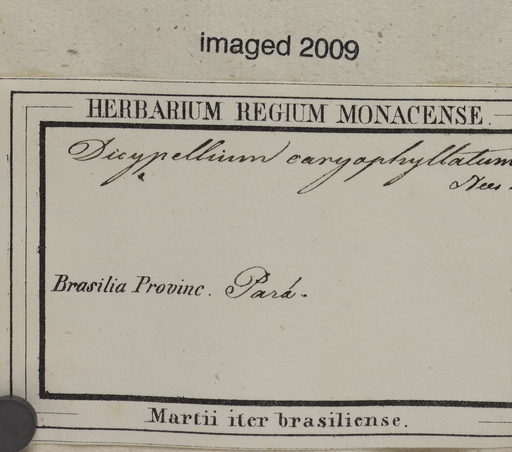 imaged 2009
HERBARIUM REGIUM MONACENSE.
Dicypellium caryophyllatum
Nees.
Brasilia Provinc. Pará.
Martii iter brasiliense.